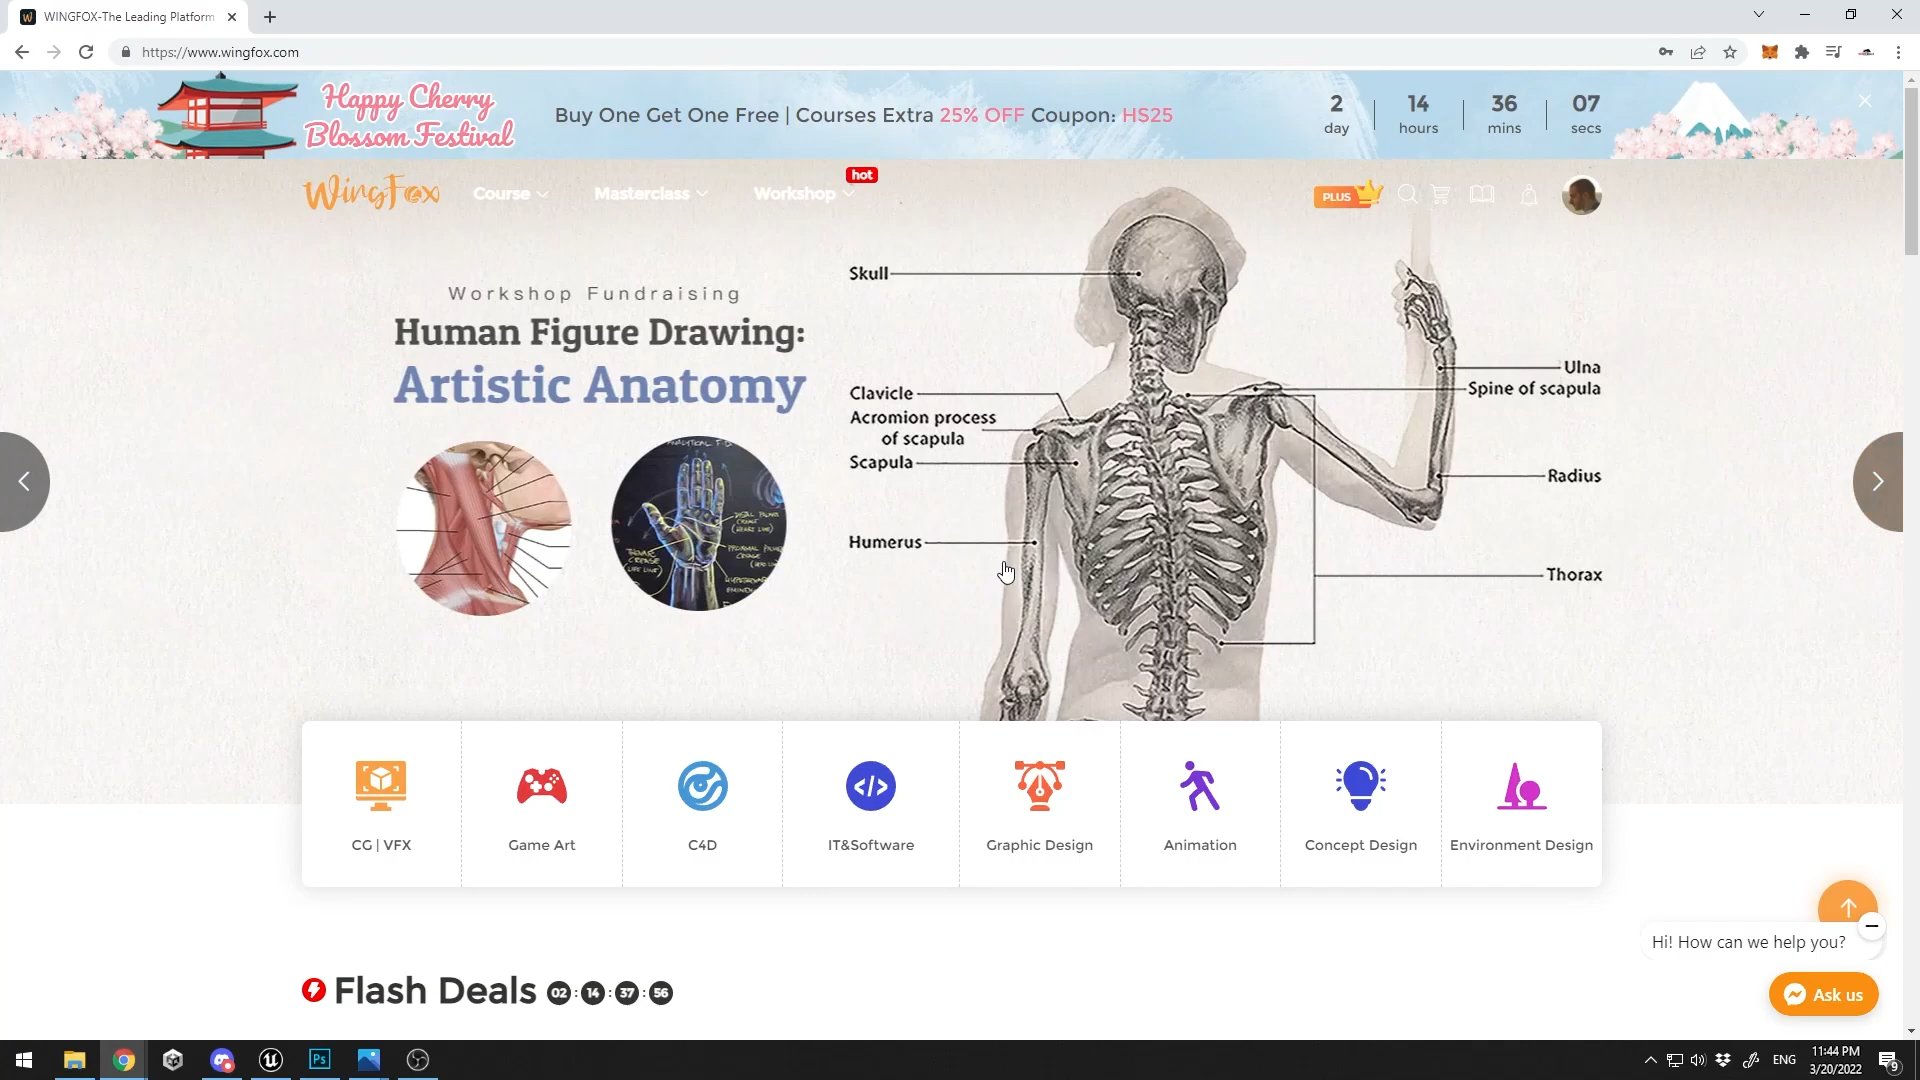 WINGFOX-The Leading Platform
https://www.wingfox.com
Happy Cherry
Blossom Festival
Buy One Get One Free | Courses Extra 25% OFF Coupon: HS25
2
day
14
hours
36
mins
07
secs
WingFox
Course
Masterclass
Workshop
hot
PLUS
Workshop Fundraising
Human Figure Drawing:
Artistic Anatomy
Skull
Clavicle
Acromion process
of scapula
Scapula
Humerus
Ulna
Spine of scapula
Radius
Thorax
CG | VFX
Game Art
C4D
IT&Software
Graphic Design
Animation
Concept Design
Environment Design
Hi! How can we help you?
Ask us
Flash Deals 02 : 14 : 37 : 56
Ps
ENG
11:44 PM
3/20/2022
9